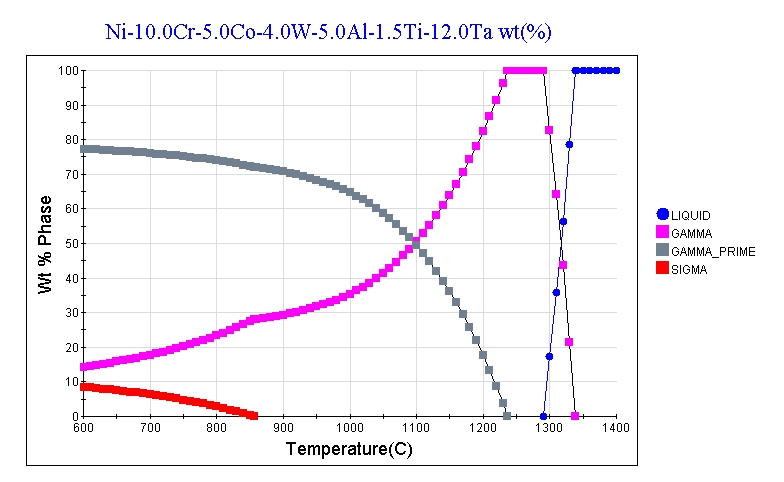 Ni-10.0Cr-5.0Co-4.0W-5.0Al-1.5Ti-12.0Ta wt(%)
100
90
80
70
60
50
40
30
20
10
0
Wt % Phase
600 700 800 900 1000 1100 1200 1300 1400
Temperature(C)
LIQUID
GAMMA
GAMMA_PRIME
SIGMA